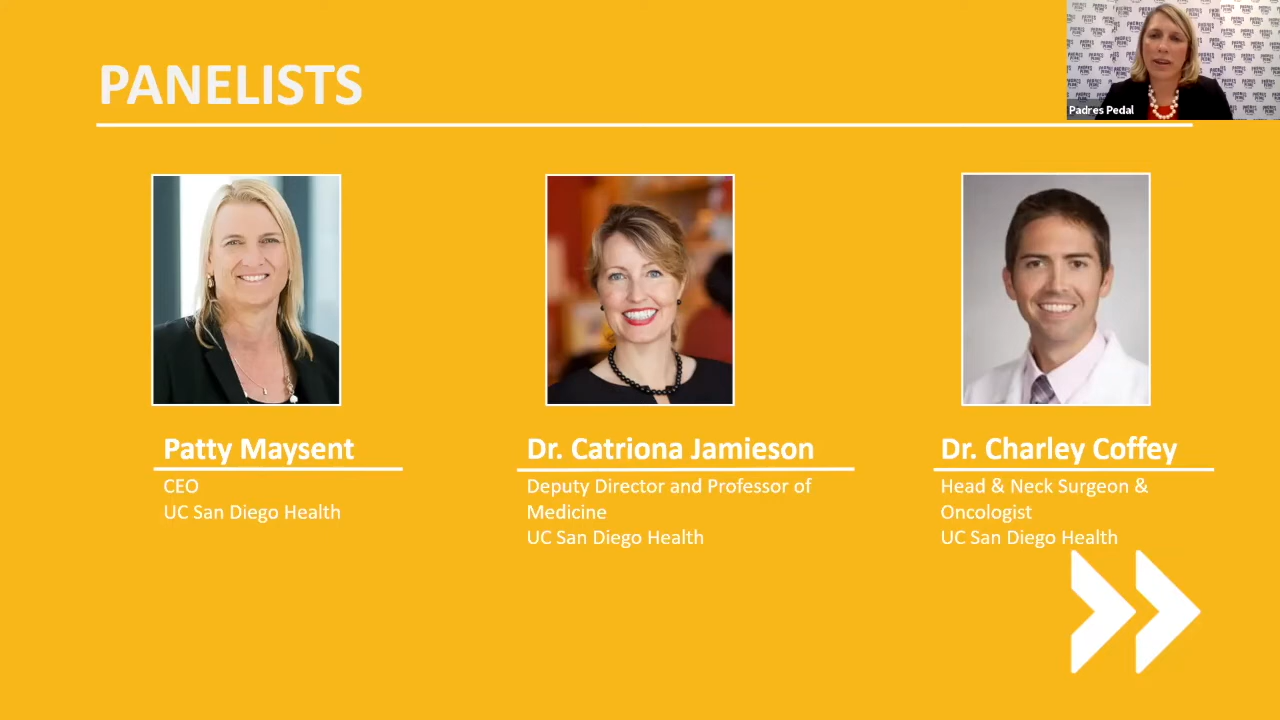 PANELISTS
Padres Pedal
Patty Maysent
CEO
UC San Diego Health
Dr. Catriona Jamieson
Deputy Director and Professor of
Medicine
UC San Diego Health
Dr. Charley Coffey
Head & Neck Surgeon &
Oncologist
UC San Diego Health